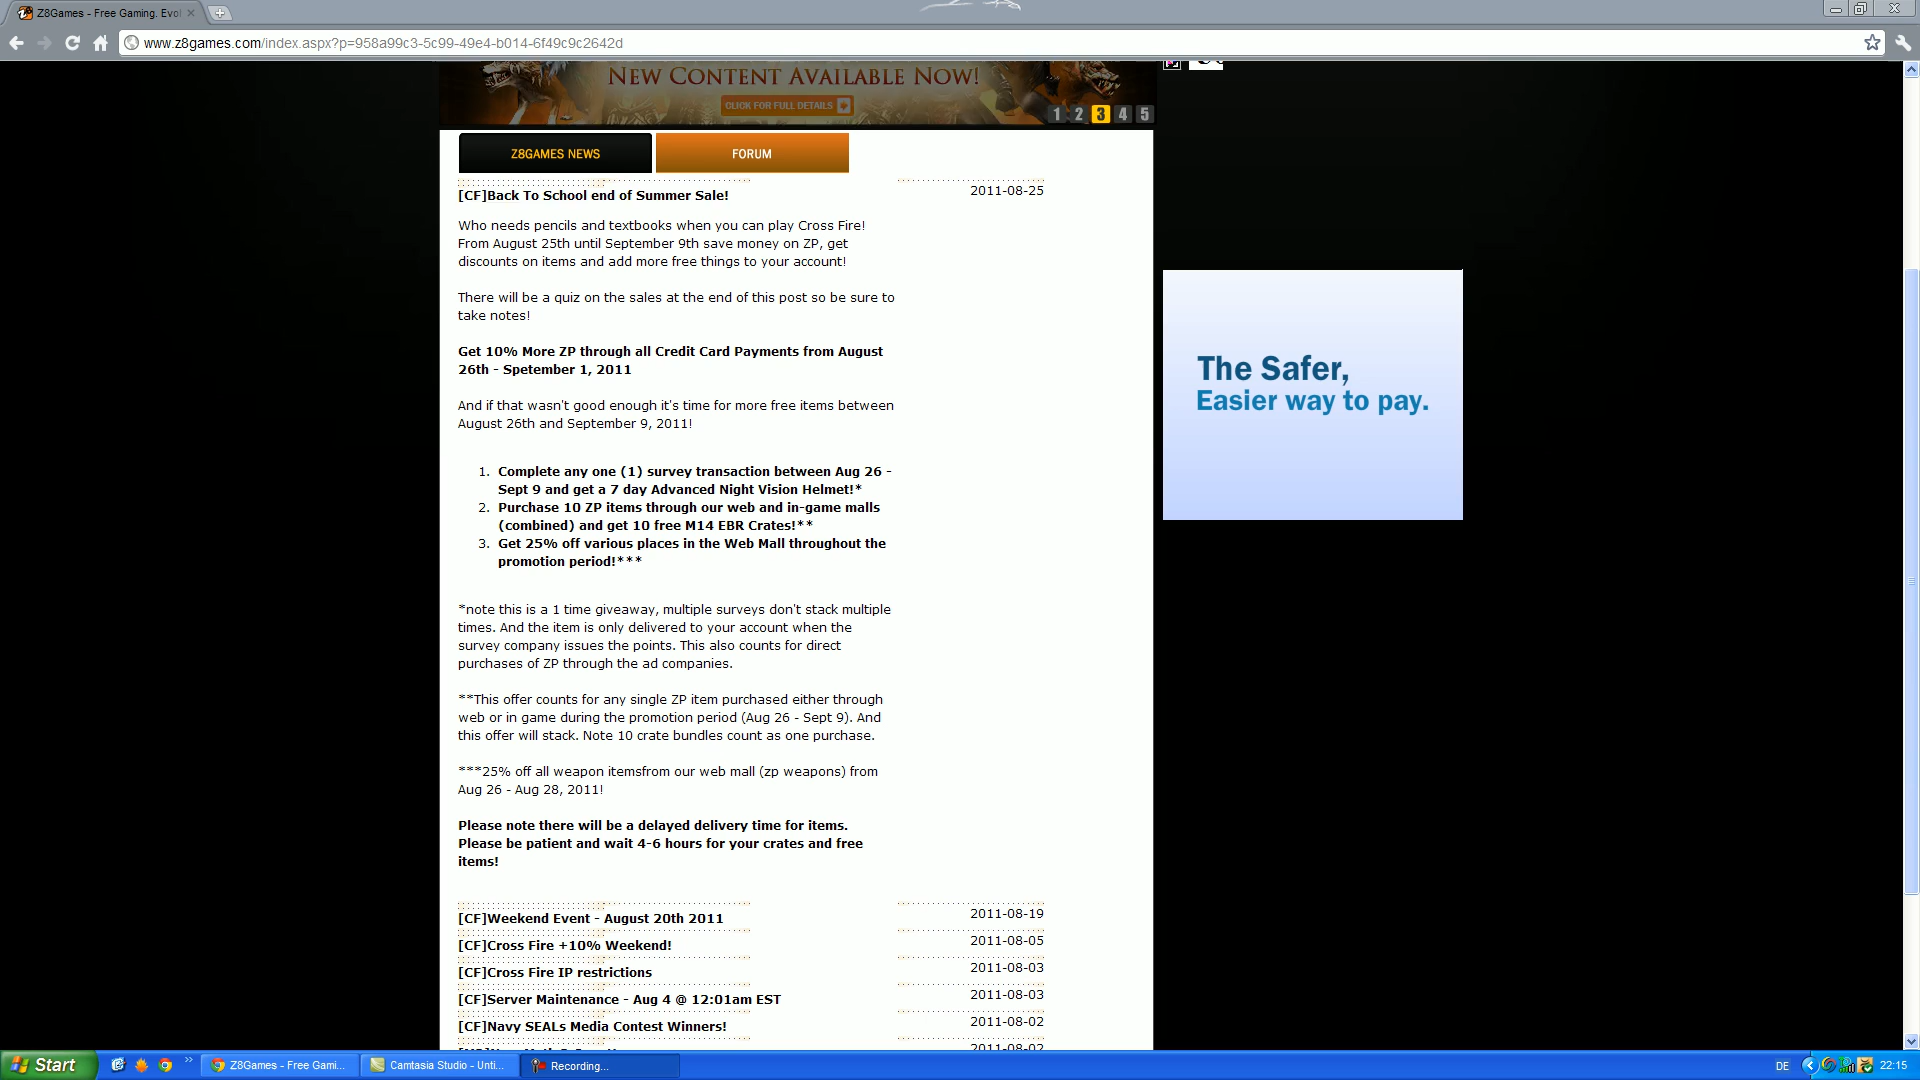 Z8Games - Free Gaming. Evol
www.z8games.com/index.aspx?p=958a99c3-5c99-49e4-b014-6f49c9c2642d
NEW CONTENT AVAILABLE NOW!
CLICK FOR FULL DETAILS
1 2 3 4 5
Z8GAMES NEWS
FORUM
[CF]Back To School end of Summer Sale!
2011-08-25
Who needs pencils and textbooks when you can play Cross Fire!
From August 25th until September 9th save money on ZP, get
discounts on items and add more free things to your account!
There will be a quiz on the sales at the end of this post so be sure to
take notes!
Get 10% More ZP through all Credit Card Payments from August
26th - Spetember 1, 2011
And if that wasn't good enough it's time for more free items between
August 26th and September 9, 2011!
1. Complete any one (1) survey transaction between Aug 26 -
Sept 9 and get a 7 day Advanced Night Vision Helmet!*
2. Purchase 10 ZP items through our web and in-game malls
(combined) and get 10 free M14 EBR Crates!**
3. Get 25% off various places in the Web Mall throughout the
promotion period!***
*note this is a 1 time giveaway, multiple surveys don't stack multiple
times. And the item is only delivered to your account when the
survey company issues the points. This also counts for direct
purchases of ZP through the ad companies.
**This offer counts for any single ZP item purchased either through
web or in game during the promotion period (Aug 26 - Sept 9). And
this offer will stack. Note 10 crate bundles count as one purchase.
***25% off all weapon itemsfrom our web mall (zp weapons) from
Aug 26 - Aug 28, 2011!
Please note there will be a delayed delivery time for items.
Please be patient and wait 4-6 hours for your crates and free
items!
[CF]Weekend Event - August 20th 2011
2011-08-19
[CF]Cross Fire +10% Weekend!
2011-08-05
[CF]Cross Fire IP restrictions
2011-08-03
[CF]Server Maintenance - Aug 4 @ 12:01am EST
2011-08-03
[CF]Navy SEALs Media Contest Winners!
2011-08-02
2011-08-02
The Safer,
Easier way to pay.
Start
Z8Games - Free Gami...
Camtasia Studio - Unti...
Recording...
DE
22:15